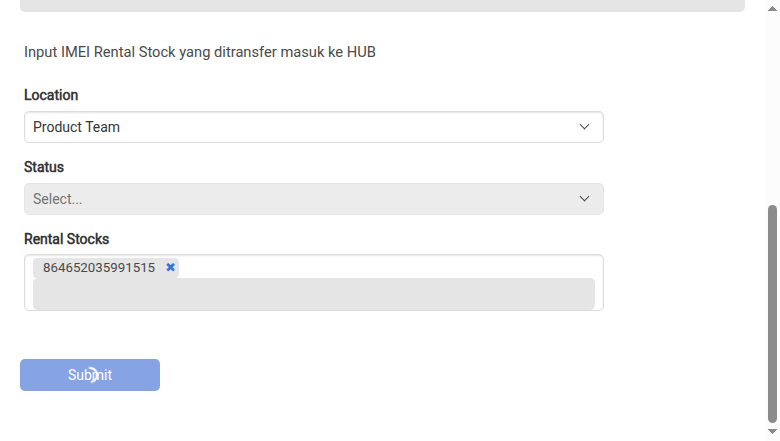 Input IMEI Rental Stock yang ditransfer masuk ke HUB
Location
Product Team
Status
Select...
Rental Stocks
864652035991515 ×
Submit